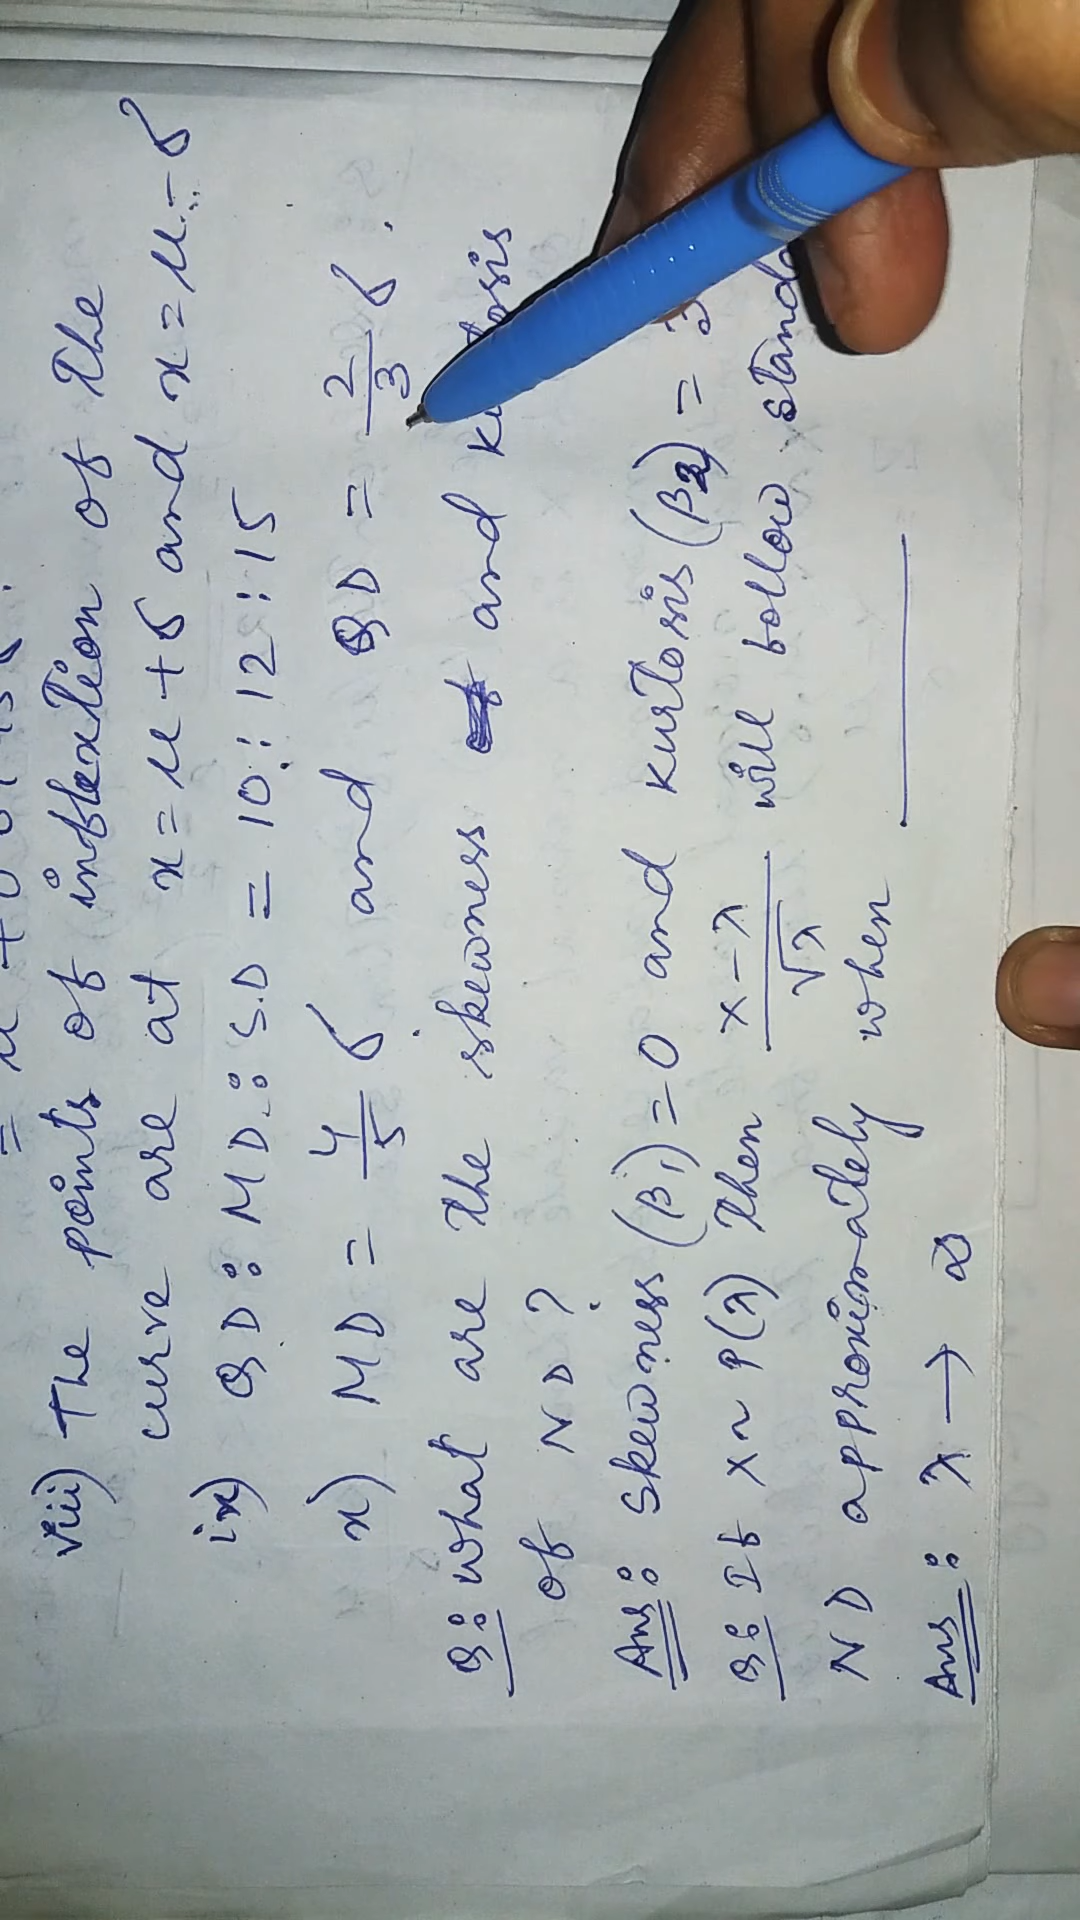 viii) The points of inflexion of the
curve are at x = μ + σ and x = μ - σ
ix) QD : MD : S.D = 10 : 12 : 15
x) MD = 4/5 σ and QD = 2/3 σ.
Q: What are the skewness and kurtosis
of ND?
Ans: Skewness (β₁) = 0 and kurtosis (β₂) = 3
Q: If X ~ P(λ) then X - λ / √λ will follow
ND approximately when ______
Ans: λ → ∞